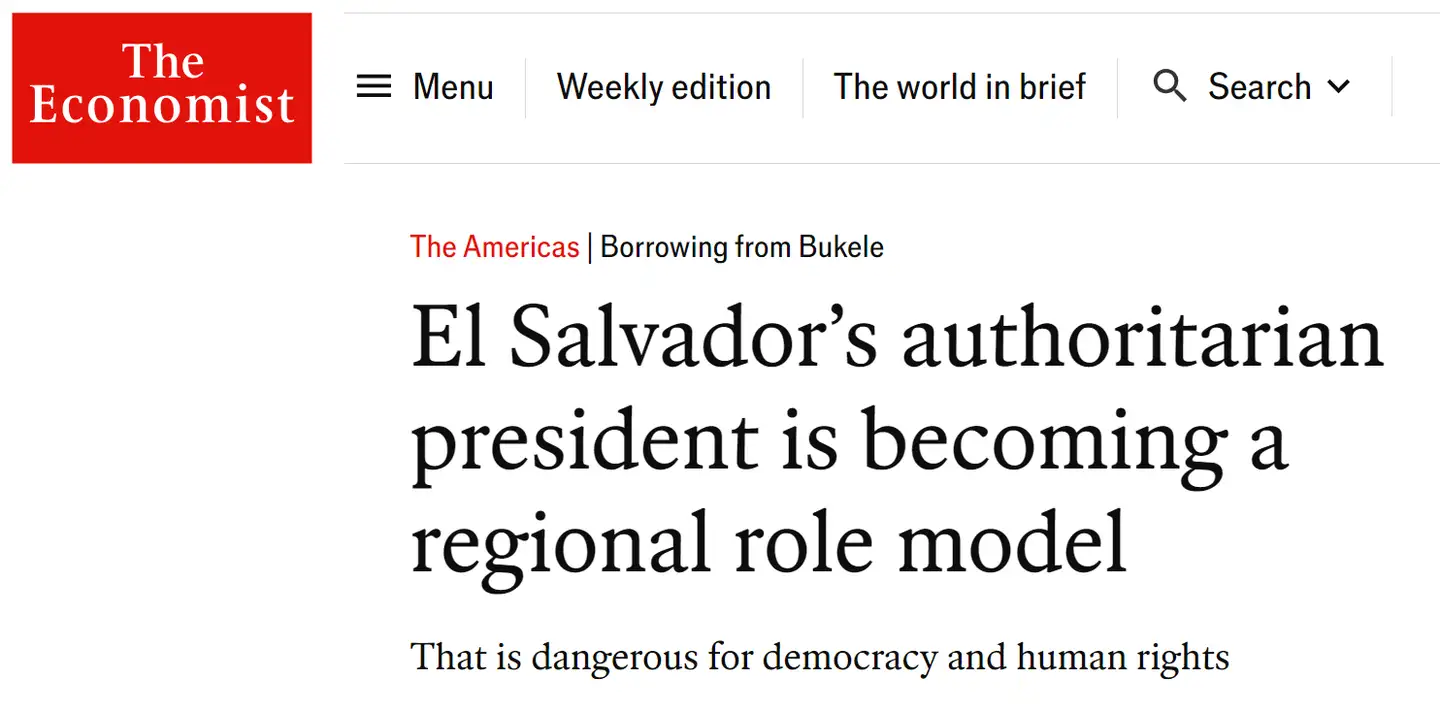 The
Economist
Menu
Weekly edition
The world in brief
Search
The Americas | Borrowing from Bukele
El Salvador’s authoritarian
president is becoming a
regional role model
That is dangerous for democracy and human rights